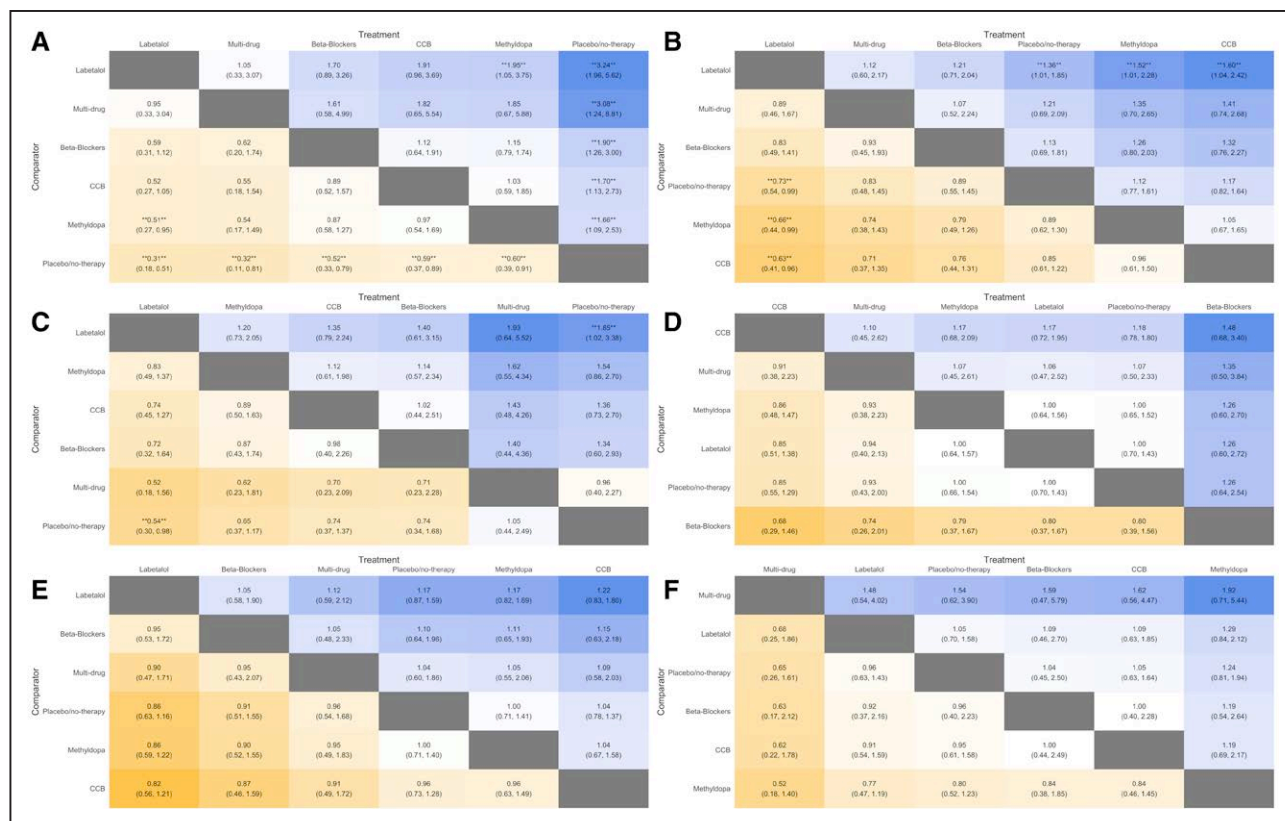 A
Treatment
Labetalol Multi-drug Beta-Blockers CCB Methyldopa Placebo/no-therapy
Comparator
Labetalol 1.05 1.70 1.91 **1.95** **3.24**
(0.33, 3.07) (0.89, 3.26) (0.96, 3.69) (1.05, 3.75) (1.96, 5.62)
Multi-drug 0.95 1.61 1.82 1.85 **3.08**
(0.33, 3.04) (0.58, 4.99) (0.65, 5.54) (0.67, 5.88) (1.24, 8.81)
Beta-Blockers 0.59 0.62 1.12 1.15 **1.90**
(0.31, 1.12) (0.20, 1.74) (0.64, 1.91) (0.79, 1.74) (1.26, 3.00)
CCB 0.52 0.55 0.89 1.03 **1.70**
(0.27, 1.05) (0.18, 1.54) (0.52, 1.57) (0.59, 1.85) (1.13, 2.73)
Methyldopa **0.51** 0.54 0.87 0.97 **1.66**
(0.27, 0.95) (0.17, 1.49) (0.58, 1.27) (0.54, 1.69) (1.09, 2.53)
Placebo/no-therapy **0.31** **0.32** **0.52** **0.59** **0.60**
(0.18, 0.51) (0.11, 0.81) (0.33, 0.79) (0.37, 0.89) (0.39, 0.91)
B
Treatment
Labetalol Multi-drug Beta-Blockers Placebo/no-therapy Methyldopa CCB
Comparator
Labetalol 1.12 1.21 **1.36** **1.52** **1.60**
(0.60, 2.17) (0.71, 2.04) (1.01, 1.85) (1.01, 2.28) (1.04, 2.42)
Multi-drug 0.89 1.07 1.21 1.35 1.41
(0.46, 1.67) (0.52, 2.24) (0.69, 2.09) (0.70, 2.65) (0.74, 2.68)
Beta-Blockers 0.83 0.93 1.13 1.26 1.32
(0.49, 1.41) (0.45, 1.93) (0.69, 1.81) (0.80, 2.03) (0.76, 2.27)
Placebo/no-therapy **0.73** 0.83 0.89 1.12 1.17
(0.54, 0.99) (0.48, 1.45) (0.55, 1.45) (0.77, 1.61) (0.82, 1.64)
Methyldopa **0.66** 0.74 0.79 0.89 1.05
(0.44, 0.99) (0.38, 1.43) (0.49, 1.26) (0.62, 1.30) (0.67, 1.65)
CCB **0.63** 0.71 0.76 0.85 0.96
(0.41, 0.96) (0.44, 1.31) (0.61, 1.22) (0.61, 1.50)
C
Treatment
Labetalol Methyldopa CCB Beta-Blockers Multi-drug Placebo/no-therapy
Comparator
Labetalol 1.20 1.35 1.40 1.93 **1.85**
(0.73, 2.05) (0.79, 2.24) (0.61, 3.15) (0.64, 5.52) (1.02, 3.38)
Methyldopa 0.83 1.12 1.14 1.62 1.54
(0.49, 1.37) (0.61, 1.98) (0.57, 2.34) (0.55, 4.34) (0.86, 2.70)
CCB 0.74 0.89 1.02 1.43 1.36
(0.45, 1.27) (0.50, 1.63) (0.44, 2.51) (0.48, 4.26) (0.73, 2.70)
Beta-Blockers 0.72 0.87 0.98 1.40 1.34
(0.32, 1.64) (0.43, 1.74) (0.40, 2.26) (0.44, 4.36) (0.60, 2.93)
Multi-drug 0.52 0.62 0.70 0.71 0.96
(0.18, 1.56) (0.23, 1.81) (0.23, 2.09) (0.23, 2.28) (0.40, 2.27)
Placebo/no-therapy **0.54** 0.65 0.74 0.74 1.05
(0.30, 0.98) (0.37, 1.17) (0.37, 1.37) (0.34, 1.68) (0.44, 2.49)
D
Treatment
CCB Multi-drug Methyldopa Labetalol Placebo/no-therapy Beta-Blockers
Comparator
CCB 1.10 1.17 1.17 1.18 1.48
(0.45, 2.62) (0.68, 2.09) (0.72, 1.95) (0.78, 1.80) (0.68, 3.40)
Multi-drug 0.91 1.07 1.06 1.07 1.35
(0.38, 2.23) (0.45, 2.61) (0.47, 2.52) (0.50, 2.33) (0.50, 3.84)
Methyldopa 0.86 0.93 1.00 1.00 1.26
(0.48, 1.47) (0.38, 2.23) (0.64, 1.56) (0.65, 1.52) (0.60, 2.70)
Labetalol 0.85 0.94 1.00 1.00 1.26
(0.51, 1.38) (0.40, 2.13) (0.64, 1.57) (0.70, 1.43) (0.60, 2.72)
Placebo/no-therapy 0.85 0.93 1.00 1.00 1.26
(0.55, 1.29) (0.43, 2.00) (0.66, 1.54) (0.70, 1.43) (0.64, 2.54)
Beta-Blockers 0.68 0.74 0.79 0.80 0.80
(0.29, 1.46) (0.26, 2.01) (0.37, 1.67) (0.37, 1.67) (0.39, 1.56)
E
Treatment
Labetalol Beta-Blockers Multi-drug Placebo/no-therapy Methyldopa CCB
Comparator
Labetalol 1.05 1.12 1.17 1.17 1.22
(0.58, 1.90) (0.59, 2.12) (0.87, 1.59) (0.82, 1.69) (0.83, 1.80)
Beta-Blockers 0.95 1.05 1.10 1.11 1.15
(0.53, 1.72) (0.48, 2.33) (0.64, 1.96) (0.65, 1.93) (0.63, 2.18)
Multi-drug 0.90 0.95 1.04 1.05 1.09
(0.47, 1.71) (0.43, 2.07) (0.60, 1.86) (0.55, 2.06) (0.58, 2.03)
Placebo/no-therapy 0.86 0.91 0.96 1.00 1.04
(0.63, 1.16) (0.51, 1.55) (0.54, 1.68) (0.71, 1.41) (0.78, 1.37)
Methyldopa 0.86 0.90 0.95 1.00 1.04
(0.59, 1.22) (0.52, 1.55) (0.49, 1.83) (0.71, 1.40) (0.67, 1.58)
CCB 0.82 0.87 0.91 0.96 0.96
(0.56, 1.21) (0.46, 1.59) (0.49, 1.72) (0.73, 1.28) (0.63, 1.49)
F
Treatment
Multi-drug Labetalol Placebo/no-therapy Beta-Blockers CCB Methyldopa
Comparator
Multi-drug 1.48 1.54 1.59 1.62 1.92
(0.54, 4.02) (0.62, 3.90) (0.47, 5.79) (0.56, 4.47) (0.71, 5.44)
Labetalol 0.68 1.05 1.09 1.09 1.29
(0.25, 1.86) (0.70, 1.58) (0.46, 2.70) (0.63, 1.85) (0.84, 2.12)
Placebo/no-therapy 0.65 0.96 1.04 1.05 1.24
(0.26, 1.61) (0.63, 1.43) (0.45, 2.50) (0.63, 1.64) (0.81, 1.94)
Beta-Blockers 0.63 0.92 0.96 1.00 1.19
(0.17, 2.12) (0.37, 2.16) (0.40, 2.23) (0.40, 2.28) (0.54, 2.64)
CCB 0.62 0.91 0.95 1.00 1.19
(0.22, 1.78) (0.54, 1.59) (0.61, 1.58) (0.44, 2.49) (0.69, 2.17)
Methyldopa 0.52 0.77 0.80 0.84 0.84
(0.18, 1.40) (0.47, 1.19) (0.52, 1.23) (0.38, 1.85) (0.46, 1.45)